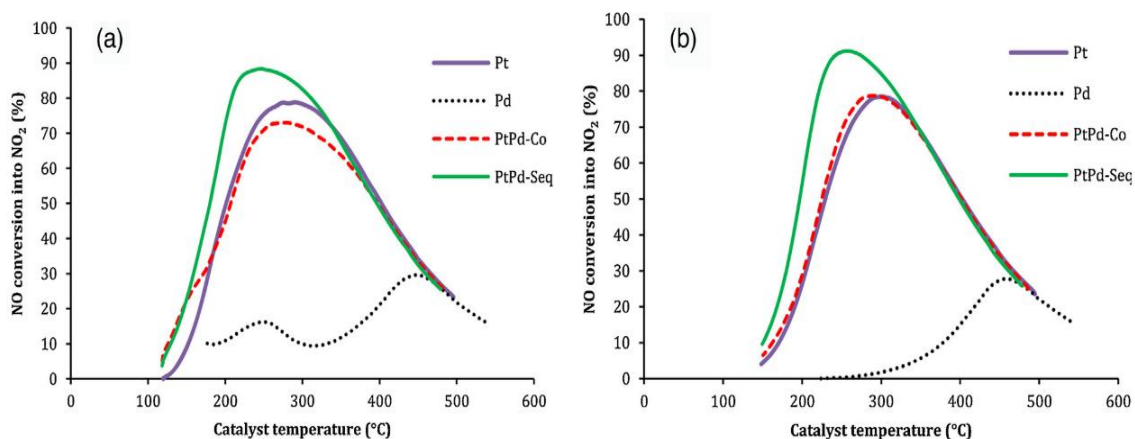 (a)
NO conversion into NO₂ (%)
100
90
80
70
60
50
40
30
20
10
0
0 100 200 300 400 500 600
Catalyst temperature (°C)
Pt
Pd
PtPd-Co
PtPd-Seq
(b)
NO conversion into NO₂ (%)
100
90
80
70
60
50
40
30
20
10
0
0 100 200 300 400 500 600
Catalyst temperature (°C)
Pt
Pd
PtPd-Co
PtPd-Seq